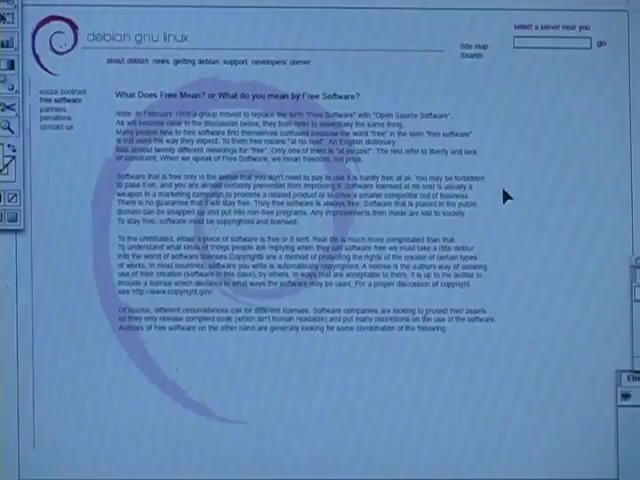 debian gnu linux
select a server near you
go
Site map
Search
about debian news getting debian support developers' corner
social contract
free software
partners
donations
contact us
What Does Free Mean? or What do you mean by Free Software?
Note: In February 1998 a group moved to replace the term "Free Software" with "Open Source Software".
As will become clear in the discussion below, they both refer to essentially the same thing.
Many people new to free software find themselves confused because the word "free" in the term "free software"
is not used the way they expect. To them free means "at no cost". An English dictionary
lists almost twenty different meanings for "free". Only one of them is "at no cost". The rest refer to liberty and lack
of constraint. When we speak of Free Software, we mean freedom, not price.
Software that is free only in the sense that you don't need to pay to use it is hardly free at all. You may be forbidden
to pass it on, and you are almost certainly prevented from improving it. Software licensed at no cost is usually a
weapon in a marketing campaign to promote a related product or to drive a smaller competitor out of business.
There is no guarantee that it will stay free. Truly free software is always free. Software that is placed in the public
domain can be snapped up and put into non-free programs. Any improvements then made are lost to society.
To stay free, software must be copyrighted and licensed.
To the uninitiated, either a piece of software is free or it isn't. Real life is much more complicated than that.
To understand what kinds of things people are implying when they call software free we must take a little detour
into the world of software licenses. Copyrights are a method of protecting the rights of the creator of certain types
of works. In most countries, software you write is automatically copyrighted. A license is the authors way of allowing
use of their creation (software in this case), by others, in ways that are acceptable to them. It is up to the author to
include a license which declares in what ways the software may be used. For a proper discussion of copyright
see http://www.copyright.gov/.
Of course, different circumstances call for different licenses. Software companies are looking to protect their assets
so they only release compiled code (which isn't human readable) and put many restrictions on the use of the software.
Authors of free software on the other hand are generally looking for some combination of the following: